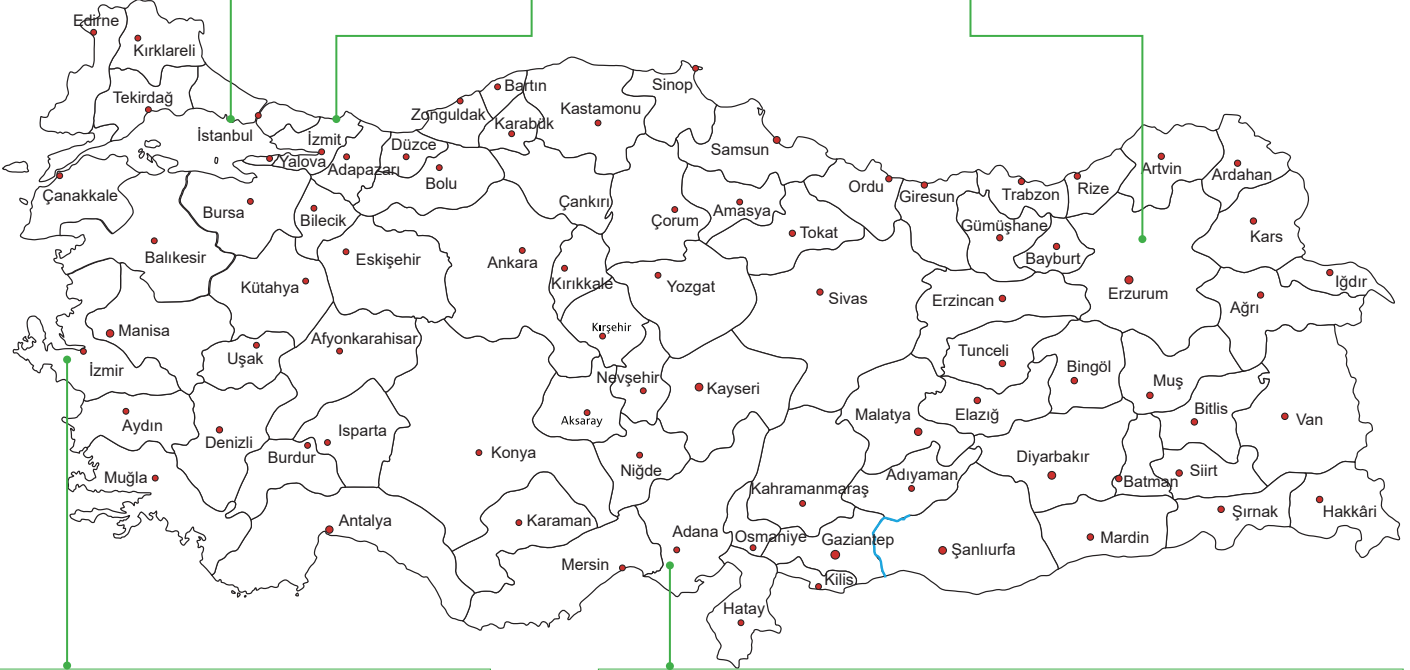 Edirne
Kırklareli
Tekirdağ
İstanbul
İzmit
Yalova
Adapazarı
Düzce
Bolu
Zonguldak
Bartın
Karabük
Kastamonu
Sinop
Samsun
Ordu
Giresun
Trabzon
Rize
Artvin
Ardahan
Çanakkale
Bursa
Bilecik
Çankırı
Çorum
Amasya
Tokat
Gümüşhane
Bayburt
Kars
Balıkesir
Kütahya
Eskişehir
Ankara
Kırıkkale
Yozgat
Sivas
Erzincan
Erzurum
Ağrı
Iğdır
Manisa
Uşak
Afyonkarahisar
Kırşehir
Nevşehir
Kayseri
Tunceli
Bingöl
Muş
Bitlis
Van
İzmir
Aydın
Denizli
Burdur
Isparta
Konya
Aksaray
Niğde
Malatya
Elazığ
Diyarbakır
Batman
Siirt
Muğla
Antalya
Karaman
Mersin
Adana
Kahramanmaraş
Adıyaman
Osmaniye
Gaziantep
Şanlıurfa
Mardin
Şırnak
Hakkâri
Kilis
Hatay